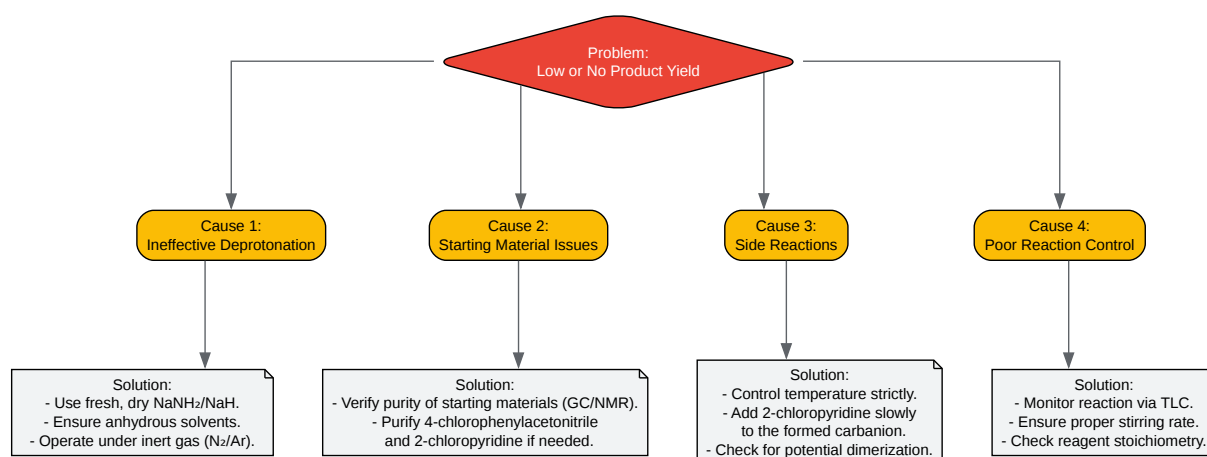 Problem:
Low or No Product Yield
Cause 1:
Ineffective Deprotonation
Cause 2:
Starting Material Issues
Cause 3:
Side Reactions
Cause 4:
Poor Reaction Control
Solution:
- Use fresh, dry NaNH₂/NaH.
- Ensure anhydrous solvents.
- Operate under inert gas (N₂/Ar).
Solution:
- Verify purity of starting materials (GC/NMR).
- Purify 4-chlorophenylacetonitrile
and 2-chloropyridine if needed.
Solution:
- Control temperature strictly.
- Add 2-chloropyridine slowly
to the formed carbanion.
- Check for potential dimerization.
Solution:
- Monitor reaction via TLC.
- Ensure proper stirring rate.
- Check reagent stoichiometry.